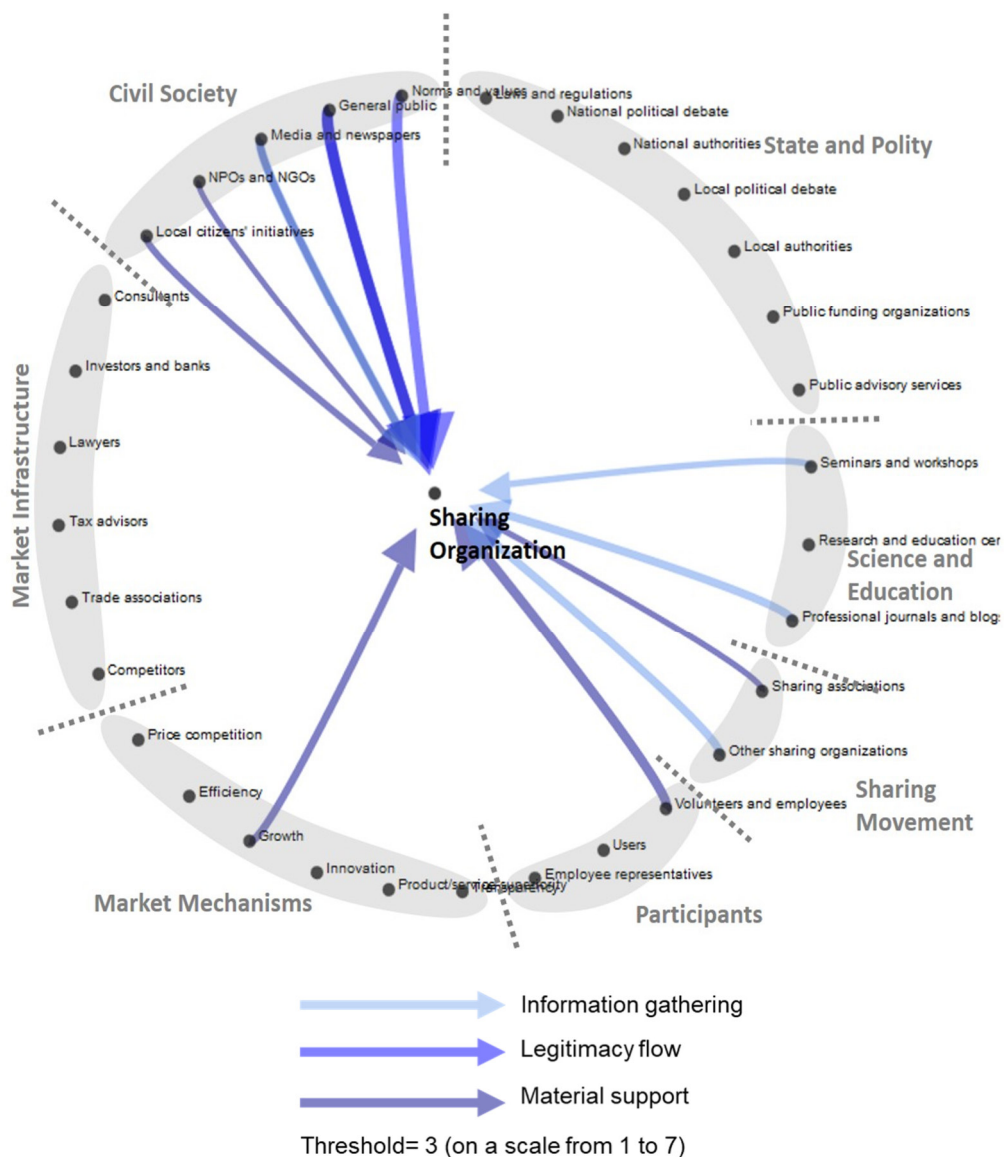 Civil Society
Norms and values
Laws and regulations
General public
National political debate
Media and newspapers
National authorities
State and Polity
NPOs and NGOs
Local political debate
Local citizens' initiatives
Local authorities
Consultants
Public funding organizations
Investors and banks
Public advisory services
Market Infrastructure
Lawyers
Seminars and workshops
Sharing
Organization
Tax advisors
Research and education cer
Science and
Education
Trade associations
Professional journals and blogs
Competitors
Sharing associations
Price competition
Other sharing organizations
Efficiency
Volunteers and employees
Sharing
Movement
Growth
Users
Innovation
Employee representatives
Product/service superiority
Transparency
Market Mechanisms
Participants
Information gathering
Legitimacy flow
Material support
Threshold= 3 (on a scale from 1 to 7)